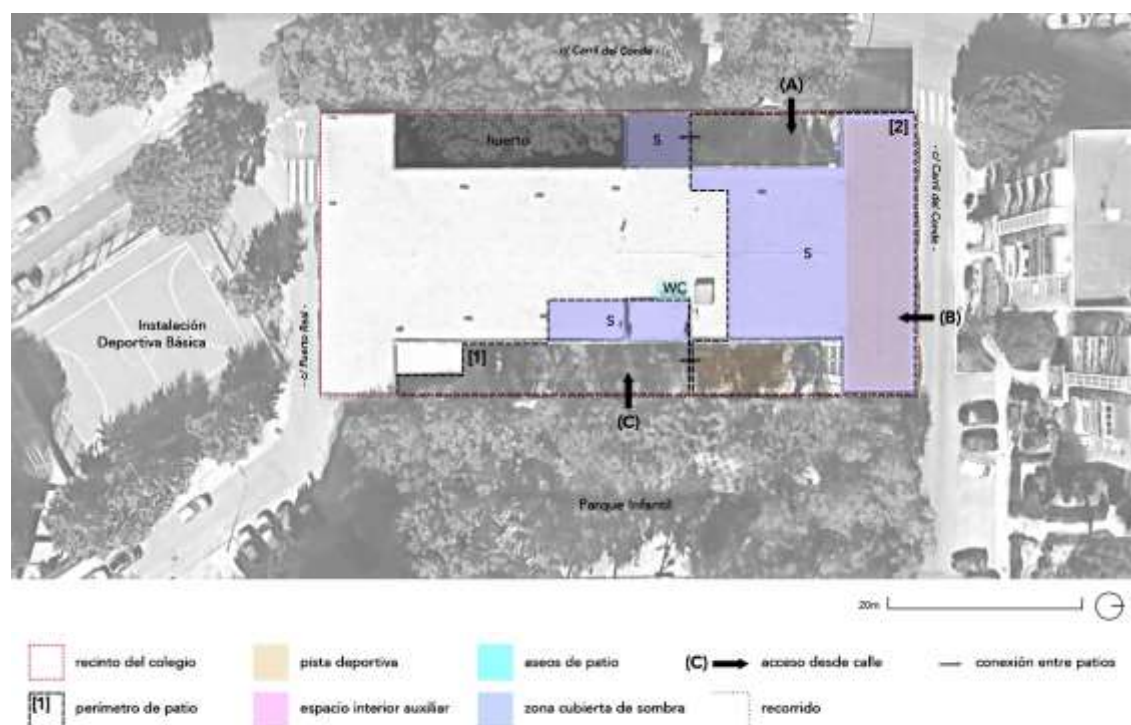 - c/ Carril del Conde -
(A)
[2]
huerto
S
- c/ Carril del Conde -
S
WC
(B)
Instalación
Deportiva Básica
- c/ Puerto Real -
S
[1]
(C)
Parque Infantil
20m
recinto del colegio
pista deportiva
aseos de patio
(C) acceso desde calle
conexión entre patios
[1] perímetro de patio
espacio interior auxiliar
zona cubierta de sombra
recorrido